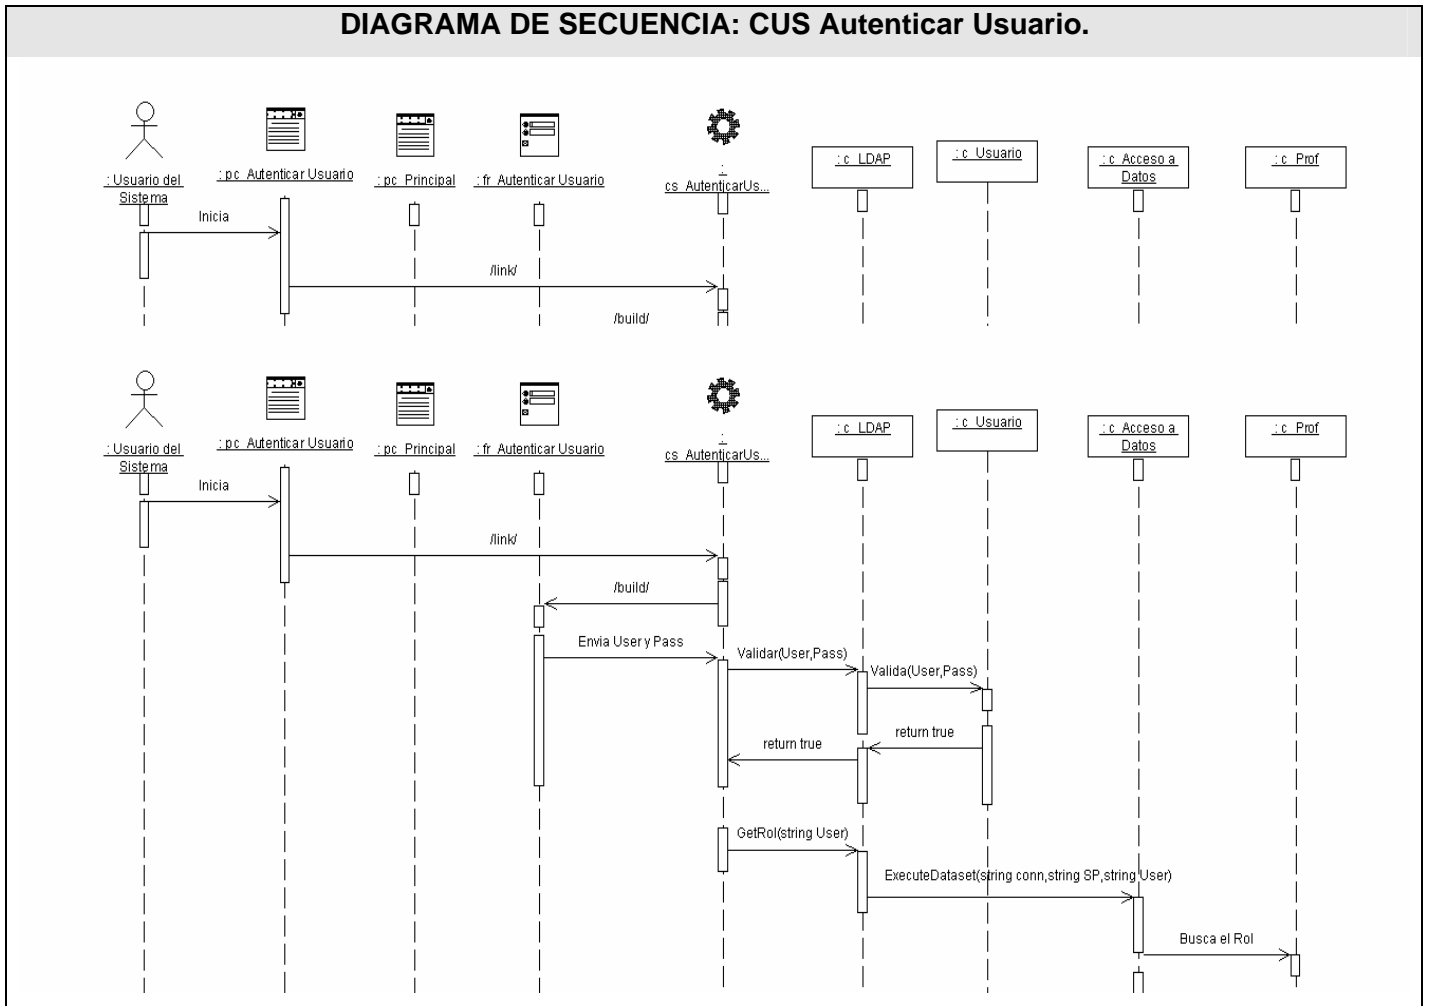 DIAGRAMA DE SECUENCIA: CUS Autenticar Usuario.
: Usuario del
Sistema
: pc_Autenticar Usuario
: pc_Principal
: fr_Autenticar Usuario
:
cs_AutenticarUs...
: c_LDAP
: c_Usuario
: c_Acceso a
Datos
: c_Prof
Inicia
/link/
/build/
: Usuario del
Sistema
: pc_Autenticar Usuario
: pc_Principal
: fr_Autenticar Usuario
:
cs_AutenticarUs...
: c_LDAP
: c_Usuario
: c_Acceso a
Datos
: c_Prof
Inicia
/link/
/build/
Envia User y Pass
Validar(User,Pass)
Valida(User,Pass)
return true
return true
GetRol(string User)
ExecuteDataset(string conn,string SP,string User)
Busca el Rol